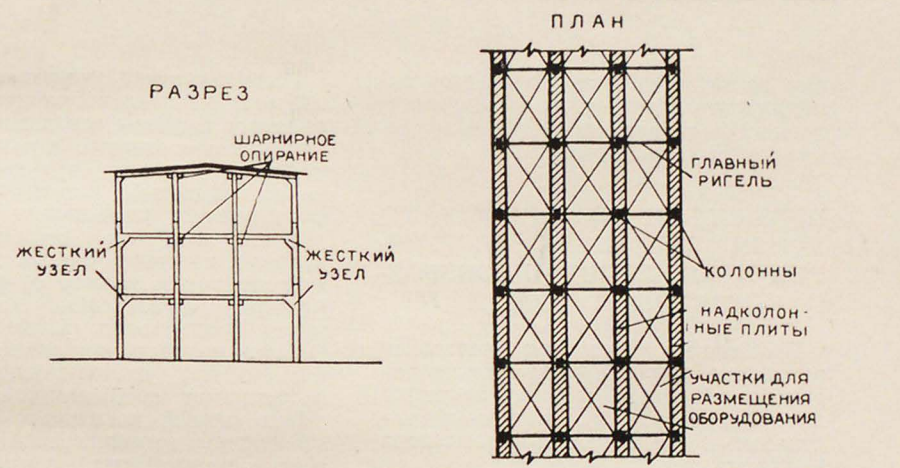 РАЗРЕЗ
ШАРНИРНОЕ
ОПИРАНИЕ
ЖЕСТКИЙ
УЗЕЛ
ЖЕСТКИЙ
УЗЕЛ
ПЛАН
ГЛАВНЫЙ
РИГЕЛЬ
КОЛОННЫ
НАДКОЛОН-
НЫЕ ПЛИТЫ
УЧАСТКИ ДЛЯ
РАЗМЕЩЕНИЯ
ОБОРУДОВАНИЯ